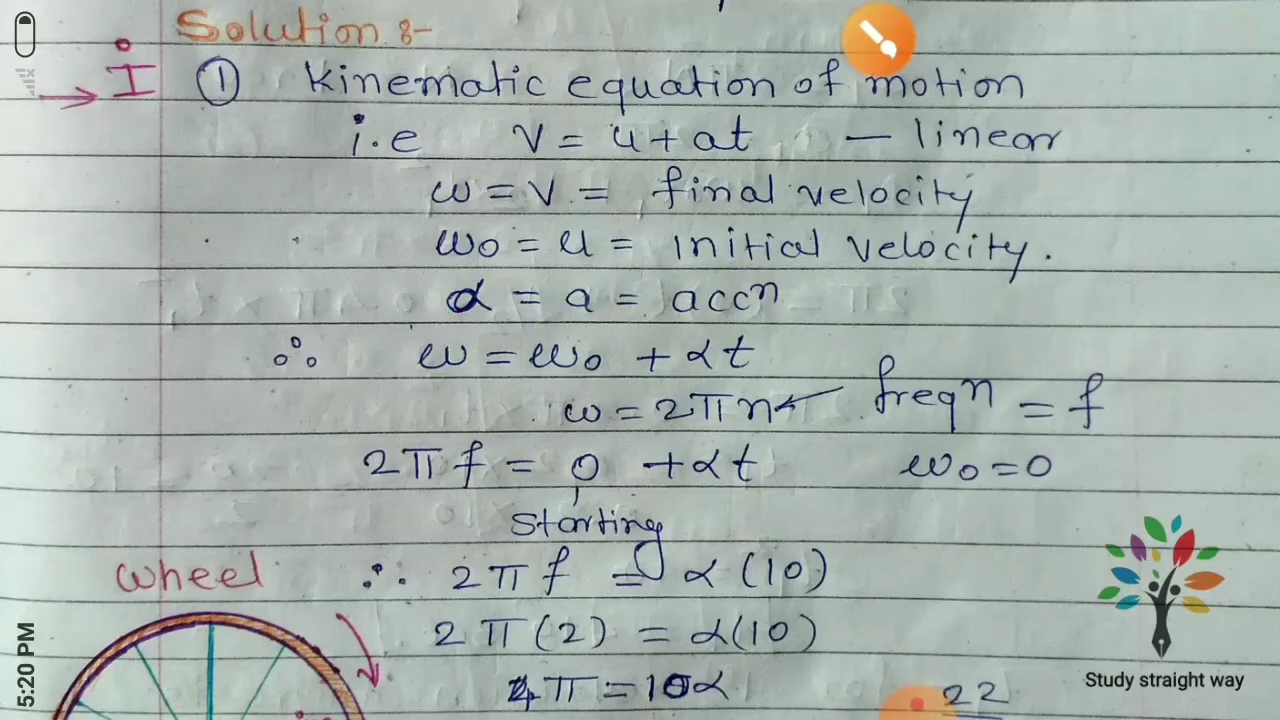 Solution :-
I ① Kinematic equation of motion
i.e v = u + at — linear
ω = v = final velocity
ω₀ = u = initial velocity.
α = a = accⁿ
∴ ω = ω₀ + αt
ω = 2πn ← freqⁿ = f
2πf = 0 + αt ω₀ = 0
starting
wheel ∴ 2πf = α(10)
2π(2) = α(10)
4π = 10α
22
Study straight way
5:20 PM